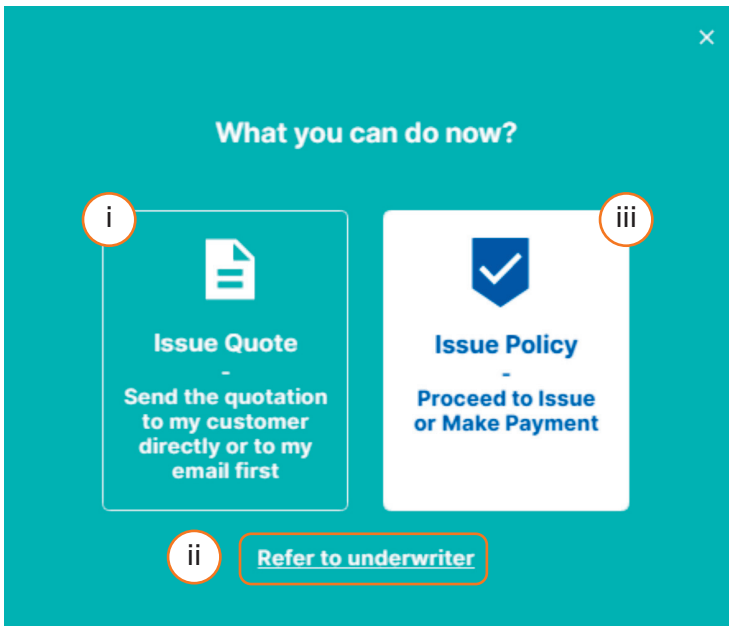 ×
What you can do now?
i
iii
Issue Quote
-
Send the quotation
to my customer
directly or to my
email first
Issue Policy
-
Proceed to Issue
or Make Payment
ii
Refer to underwriter